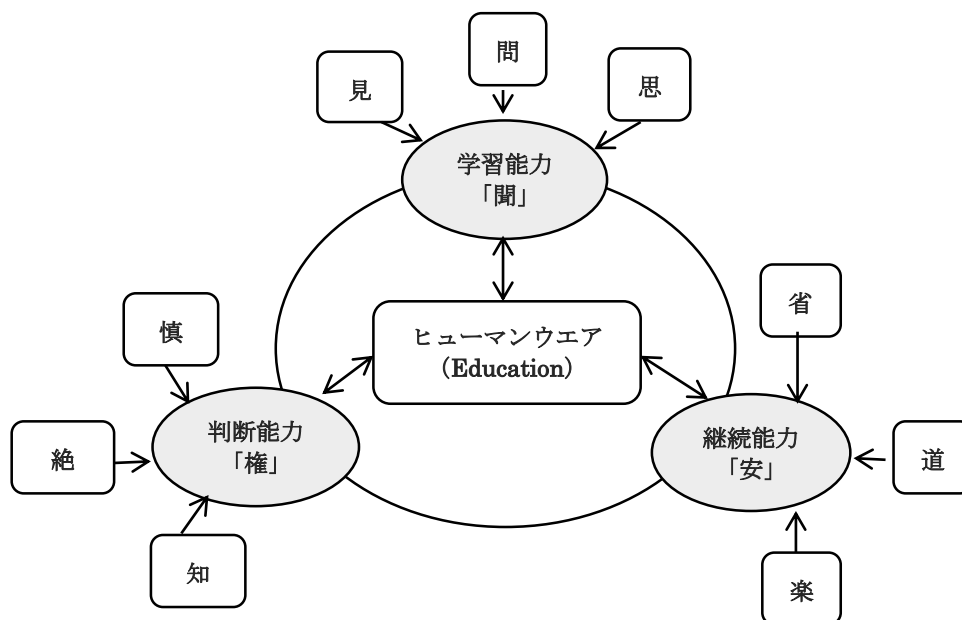 問
見
思
学習能力
「聞」
省
慎
ヒューマンウエア
（Education）
判断能力
「権」
継続能力
「安」
絶
道
知
楽